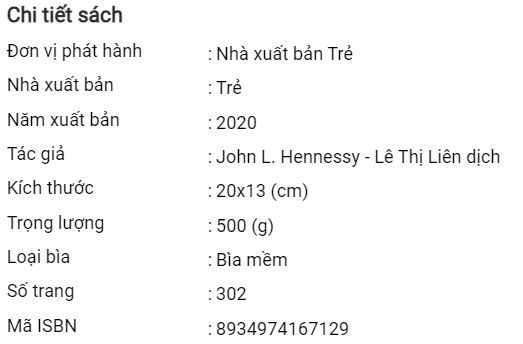 Chi tiết sách
Đơn vị phát hành : Nhà xuất bản Trẻ
Nhà xuất bản : Trẻ
Năm xuất bản : 2020
Tác giả : John L. Hennessy - Lê Thị Liên dịch
Kích thước : 20x13 (cm)
Trọng lượng : 500 (g)
Loại bìa : Bìa mềm
Số trang : 302
Mã ISBN : 8934974167129